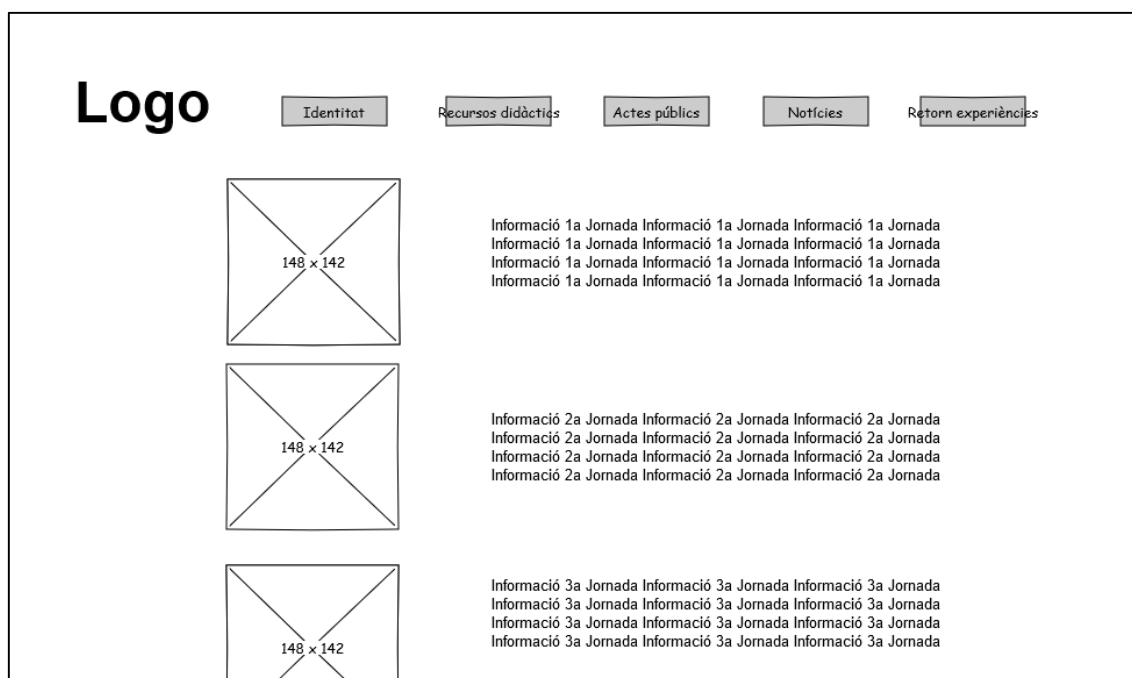 Logo
Identitat
Recursos didàctics
Actes públics
Notícies
Retorn experiències
148 x 142
Informació 1a Jornada Informació 1a Jornada Informació 1a Jornada
Informació 1a Jornada Informació 1a Jornada Informació 1a Jornada
Informació 1a Jornada Informació 1a Jornada Informació 1a Jornada
Informació 1a Jornada Informació 1a Jornada Informació 1a Jornada
148 x 142
Informació 2a Jornada Informació 2a Jornada Informació 2a Jornada
Informació 2a Jornada Informació 2a Jornada Informació 2a Jornada
Informació 2a Jornada Informació 2a Jornada Informació 2a Jornada
Informació 2a Jornada Informació 2a Jornada Informació 2a Jornada
148 x 142
Informació 3a Jornada Informació 3a Jornada Informació 3a Jornada
Informació 3a Jornada Informació 3a Jornada Informació 3a Jornada
Informació 3a Jornada Informació 3a Jornada Informació 3a Jornada
Informació 3a Jornada Informació 3a Jornada Informació 3a Jornada